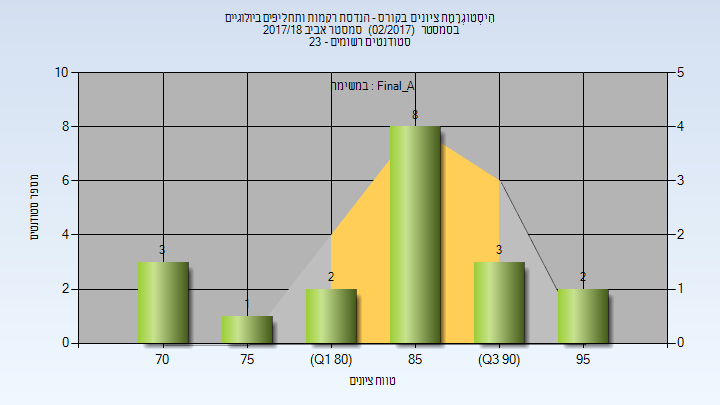 היסטוגרמת ציונים בקורס - הנדסת רקמות ותחליפים ביולוגיים
בסמסטר (02/2017) סמסטר אביב 2017/18
סטודנטים רשומים - 23
במשימה : Final_A
10
8
6
4
2
0
5
4
3
2
1
0
3
1
2
8
3
2
70
75
(Q1 80)
85
(Q3 90)
95
מספר סטודנטים
טווח ציונים